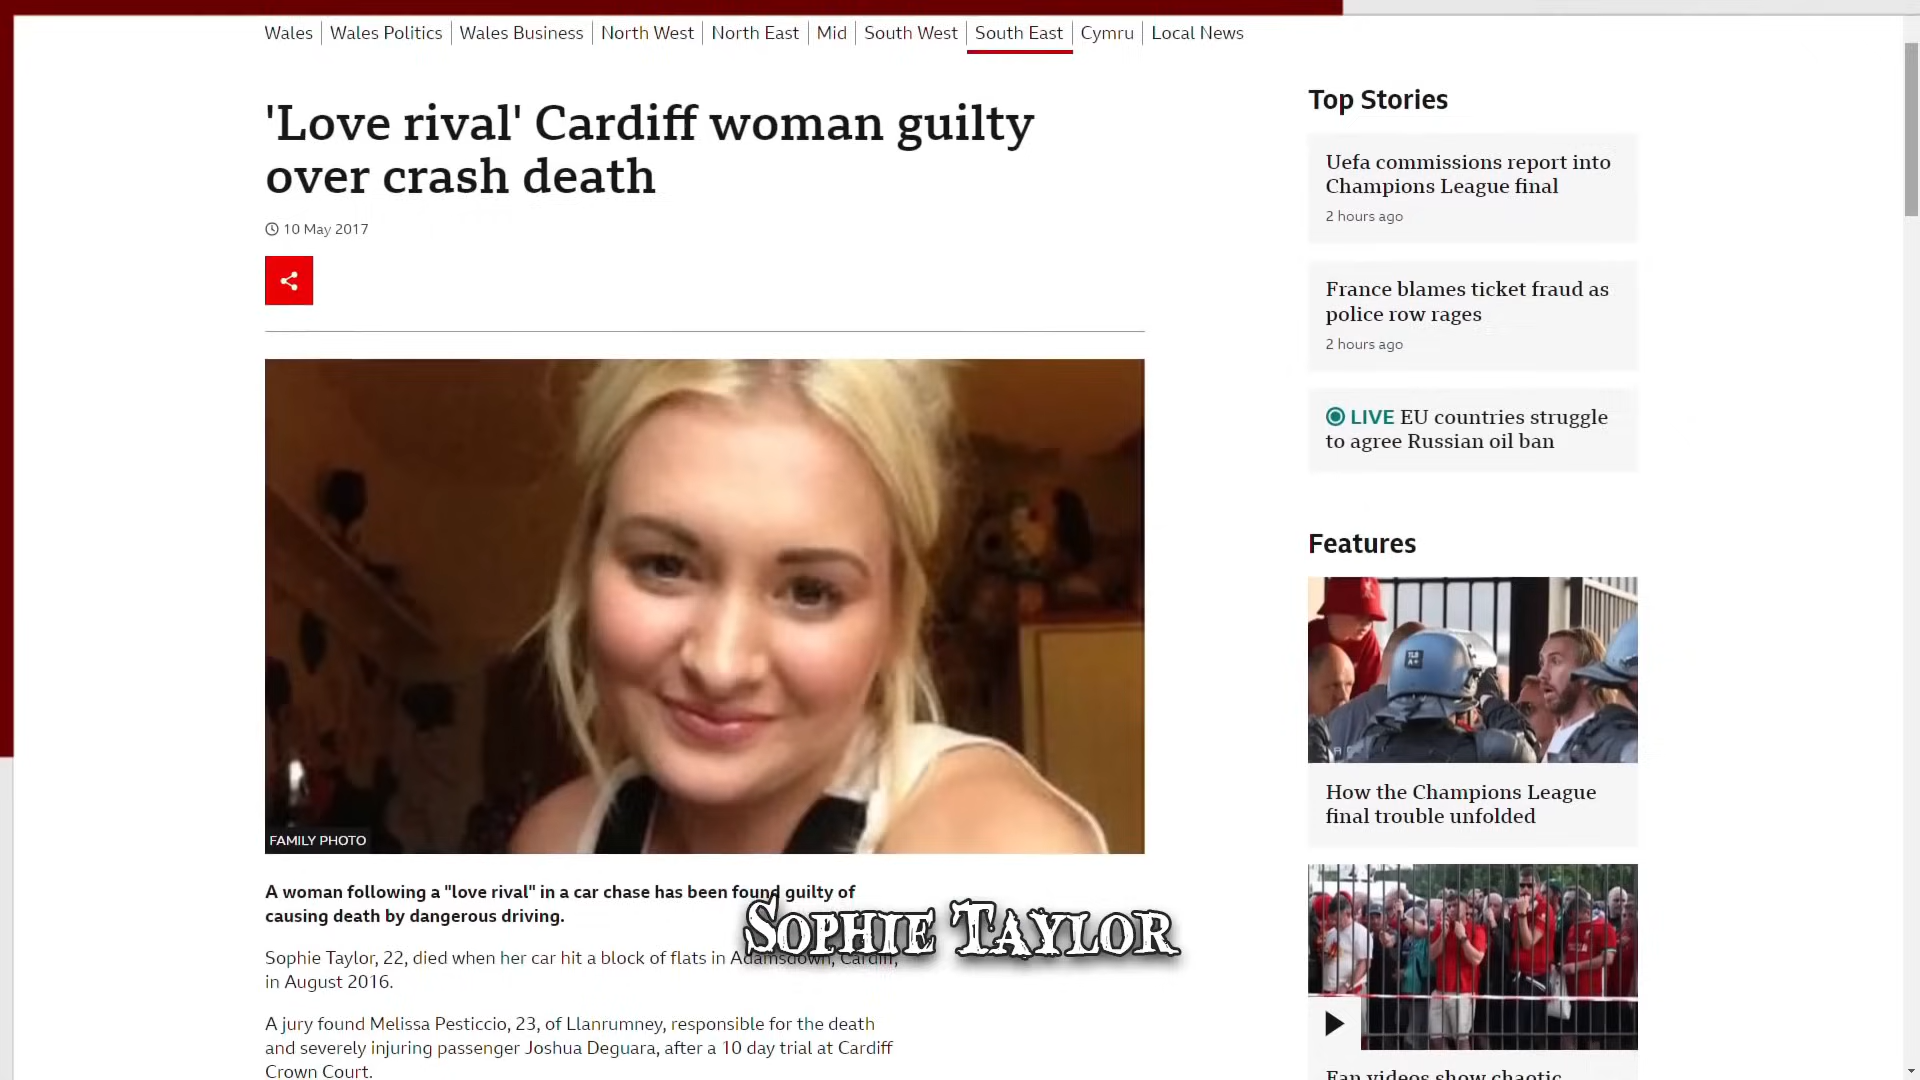 Wales
Wales Politics
Wales Business
North West
North East
Mid
South West
South East
Cymru
Local News
'Love rival' Cardiff woman guilty
over crash death
10 May 2017
FAMILY PHOTO
A woman following a "love rival" in a car chase has been found guilty of
causing death by dangerous driving.
Sophie Taylor
Sophie Taylor, 22, died when her car hit a block of flats in Adamsdown, Cardiff,
in August 2016.
A jury found Melissa Pesticcio, 23, of Llanrumney, responsible for the death
and severely injuring passenger Joshua Deguara, after a 10 day trial at Cardiff
Crown Court.
Top Stories
Uefa commissions report into
Champions League final
2 hours ago
France blames ticket fraud as
police row rages
2 hours ago
LIVE EU countries struggle
to agree Russian oil ban
Features
How the Champions League
final trouble unfolded
Fan videos show chaotic